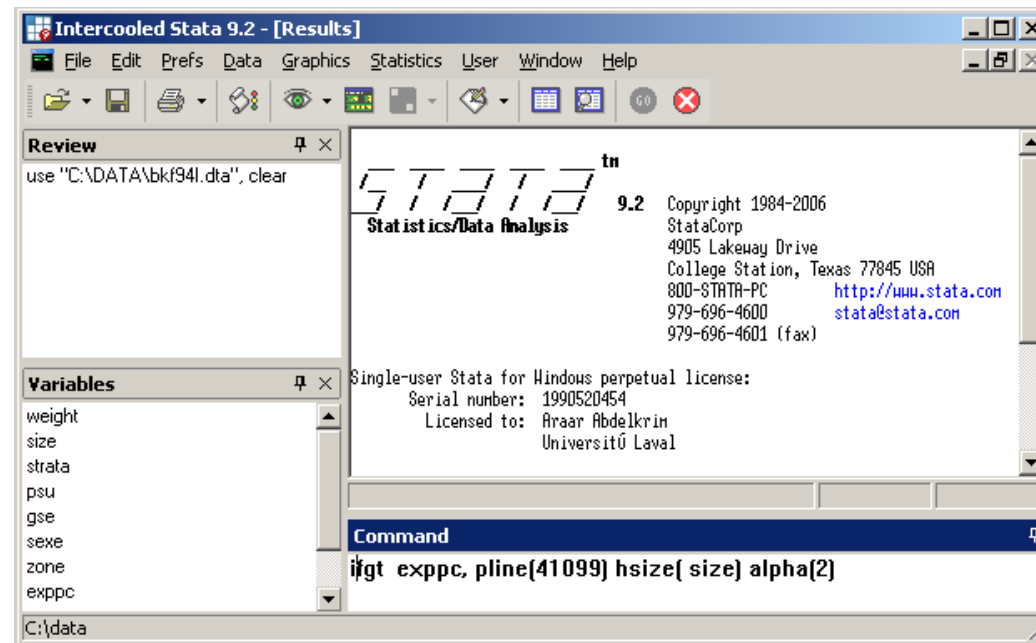 Intercooled Stata 9.2 - [Results]
File Edit Prefs Data Graphics Statistics User Window Help
GO
Review
use "C:\DATA\bkf94I.dta", clear
Variables
weight
size
strata
psu
gse
sexe
zone
exppc
STATA tm
9.2 Copyright 1984-2006
Statistics/Data Analysis StataCorp
4905 Lakeway Drive
College Station, Texas 77845 USA
800-STATA-PC http://www.stata.com
979-696-4600 stata@stata.com
979-696-4601 (fax)
Single-user Stata for Windows perpetual license:
Serial number: 1990520454
Licensed to: Araar Abdelkrim
UniversitÚ Laval
Command
ifgt exppc, pline(41099) hsize( size) alpha(2)
C:\data